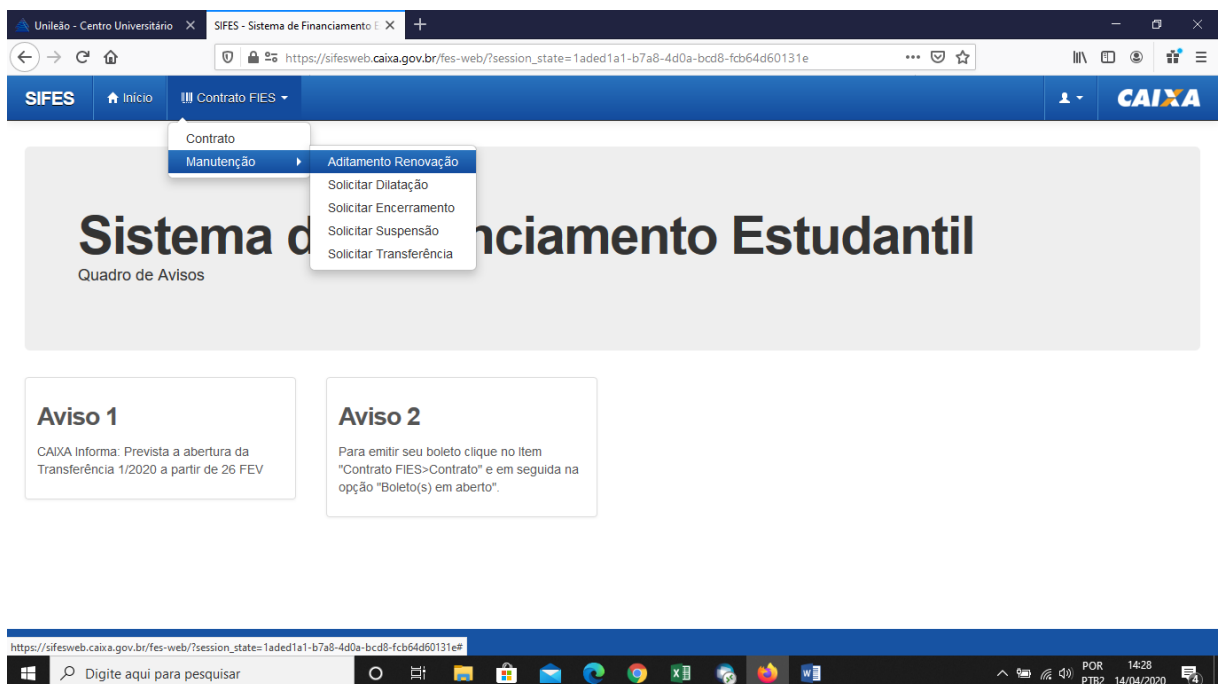 Unileão - Centro Universitário
SIFES - Sistema de Financiamento E
https://sifesweb.caixa.gov.br/fes-web/?session_state=1aded1a1-b7a8-4d0a-bcd8-fcb64d60131e
SIFES
Início
Contrato FIES
CAIXA
Contrato
Manutenção
Aditamento Renovação
Solicitar Dilatação
Solicitar Encerramento
Solicitar Suspensão
Solicitar Transferência
Sistema d nciamento Estudantil
Quadro de Avisos
Aviso 1
CAIXA Informa: Prevista a abertura da
Transferência 1/2020 a partir de 26 FEV
Aviso 2
Para emitir seu boleto clique no Item
"Contrato FIES>Contrato" e em seguida na
opção "Boleto(s) em aberto".
https://sifesweb.caixa.gov.br/fes-web/?session_state=1aded1a1-b7a8-4d0a-bcd8-fcb64d60131e#
Digite aqui para pesquisar
POR 14:28
PTB2 14/04/2020
4